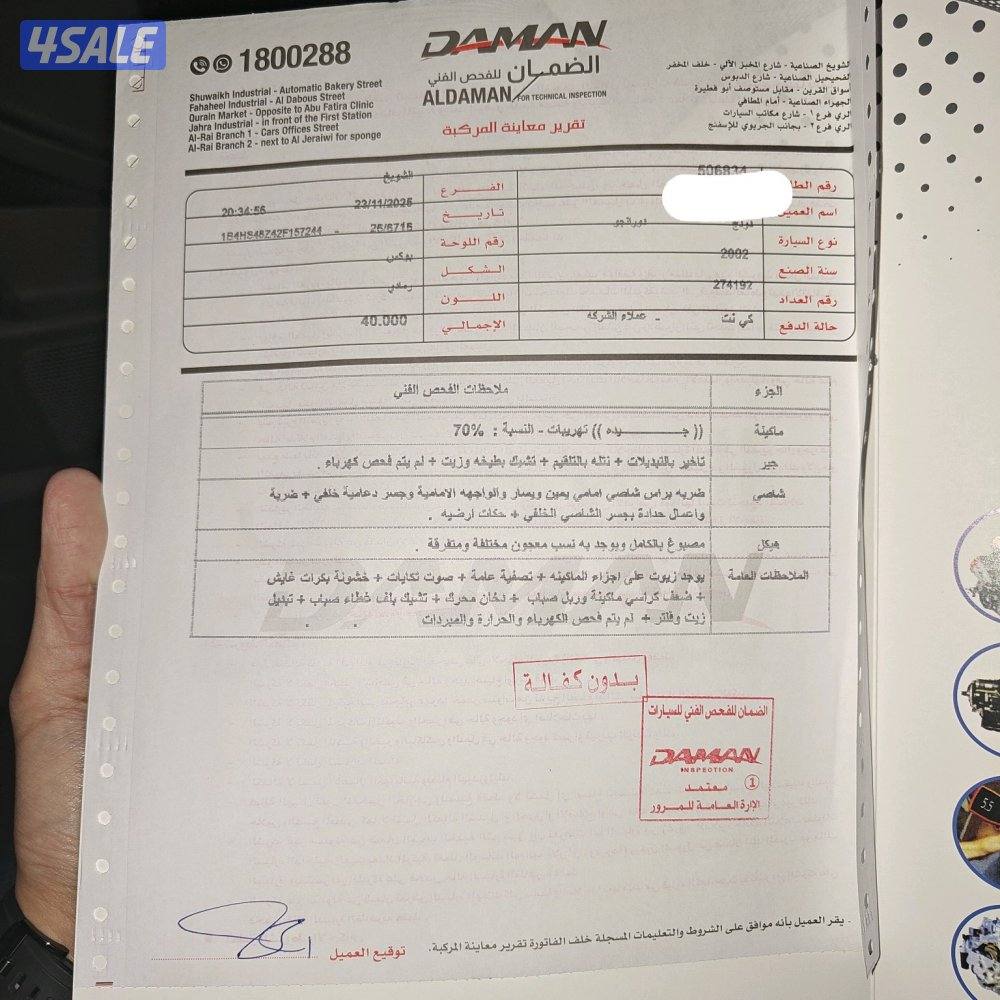 4SALE
1800288
Shuwaikh Industrial - Automatic Bakery Street
Fahaheel Industrial - Al Dabous Street
Qurain Market - Opposite to Abu Fatira Clinic
Jahra Industrial - in front of the First Station
Al-Rai Branch 1 - Cars Offices Street
Al-Rai Branch 2 - next to Al Jeraiwi for sponge
DAMAN
الضمان للفحص الفني
ALDAMAN FOR TECHNICAL INSPECTION
تقرير معاينة المركبة
الشويخ الصناعية - شارع المخبز الآلي - خلف المخفر
الفحيحيل الصناعية - شارع الدبوس
أسواق القرين - مقابل مستوصف أبو فطيرة
الجهراء الصناعية - أمام المطافي
الري فرع ١ - شارع مكاتب السيارات
الري فرع ٢ - بجانب الجريوي للإسفنج
رقم الطلب 506834 الفرع الشويخ
اسم العميل تاريخ 23/11/2025 20:34:56
نوع السيارة دودج دورانجو رقم اللوحة 26/6716 - 1B4HS48Z42F157244
سنة الصنع 2002 الشكل بوكس
رقم العداد 274192 اللون رمادي
حالة الدفع كي نت - عملاء الشركه الإجمالي 40.000
الجزء ملاحظات الفحص الفني
ماكينة (( جـــيده )) تهريبات - النسبة : 70%
جير تاخير بالتبديلات + نتله بالتلقيم + تشيك بطيخه وزيت + لم يتم فحص كهرباء .
شاصي ضربه براس شاصي امامي يمين ويسار والواجهه الامامية وجسر دعامية خلفي + ضربة
واعمال حدادة بجسر الشاصي الخلفي + حكات ارضيه .
هيكل مصبوغ بالكامل ويوجد به نسب معجون مختلفة ومتفرقة .
الملاحظات العامة يوجد زيوت على اجزاء الماكينه + تصفية عامة + صوت تكايات + خشونة بكرات غايش
+ ضعف كراسي ماكينة وربل صباب + دخان محرك + تشيك بلف غطاء صباب + تبديل
زيت وفلتر + لم يتم فحص الكهرباء والحرارة والمبردات .
بدون كفالة
الضمان للفحص الفني للسيارات
DAMAN
INSPECTION
معتمد 1
الإدارة العامة للمرور
. يقر العميل بأنه موافق على الشروط والتعليمات المسجلة خلف الفاتورة تقرير معاينة المركبة.
توقيع العميل
55